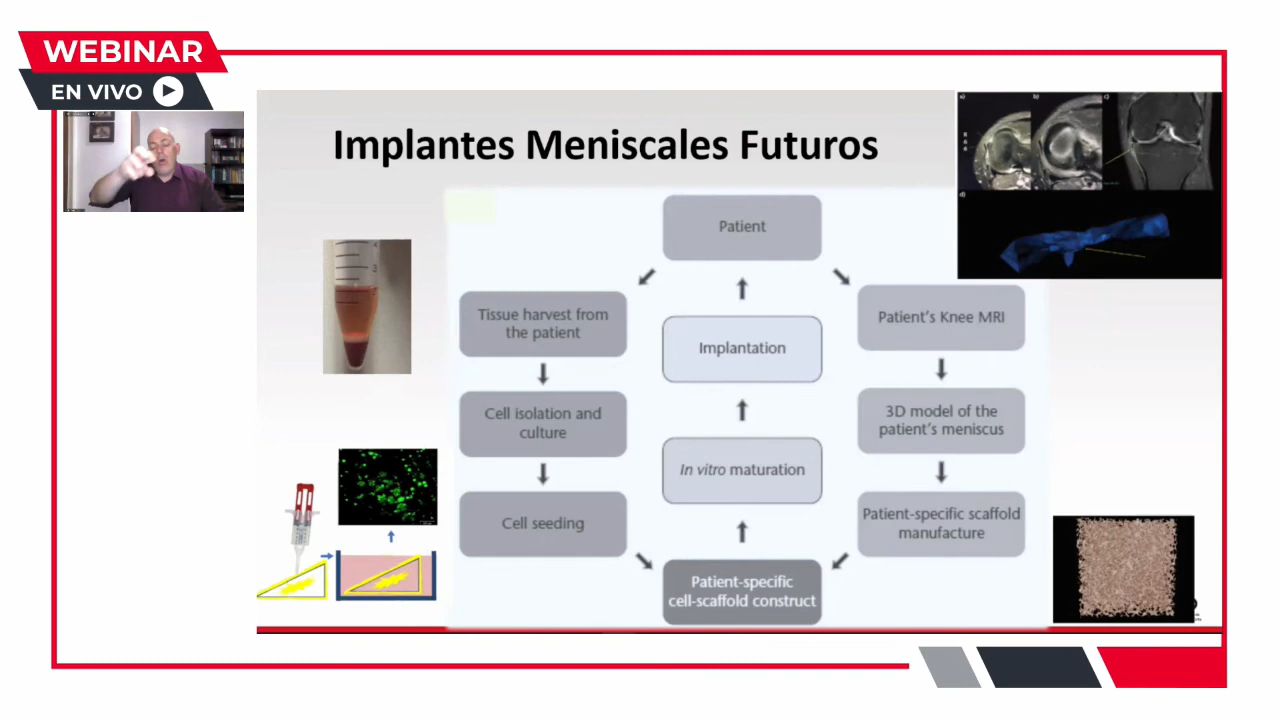 WEBINAR
EN VIVO
Implantes Meniscales Futuros
a)
b)
c)
d)
Patient
Tissue harvest from
the patient
Implantation
Patient's Knee MRI
Cell isolation and
culture
3D model of the
patient's meniscus
In vitro maturation
Cell seeding
Patient-specific scaffold
manufacture
Patient-specific
cell-scaffold construct